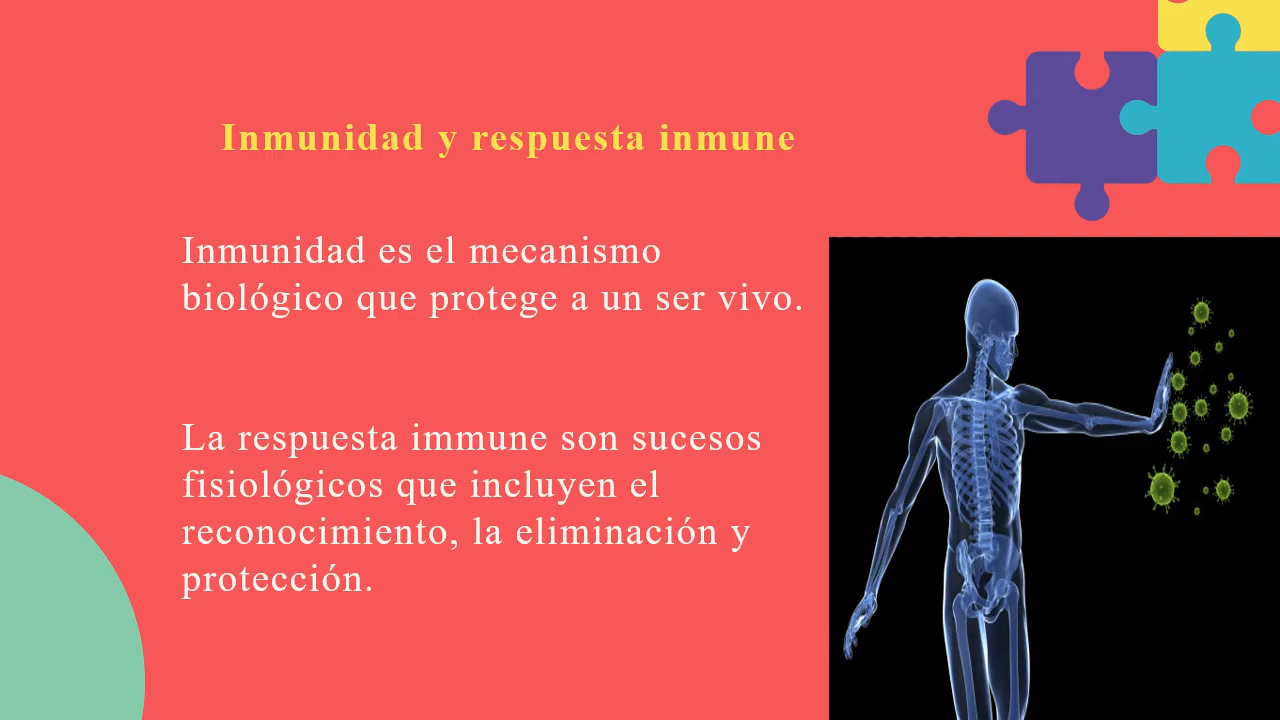 Inmunidad y respuesta inmune
Inmunidad es el mecanismo
biológico que protege a un ser vivo.
La respuesta immune son sucesos
fisiológicos que incluyen el
reconocimiento, la eliminación y
protección.